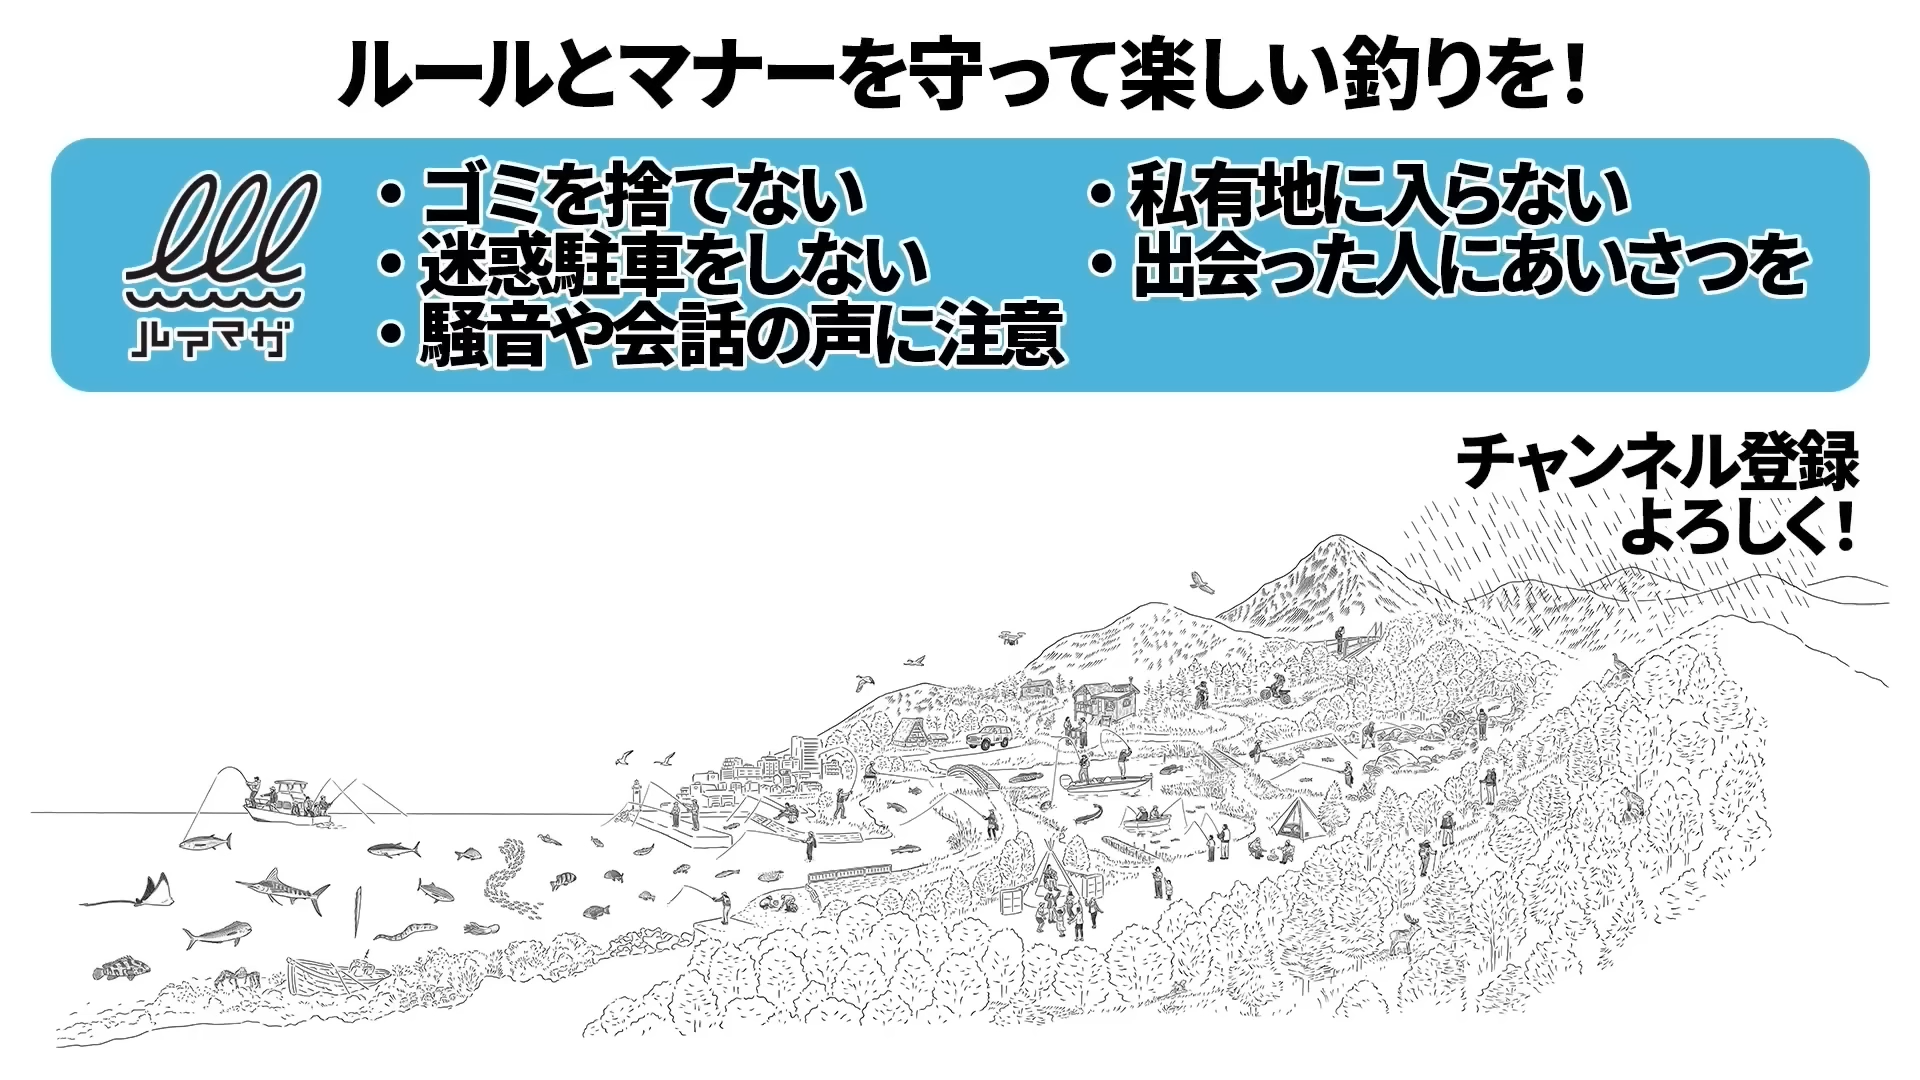 ルールとマナーを守って楽しい釣りを!
ルアマガ
・ゴミを捨てない
・迷惑駐車をしない
・騒音や会話の声に注意
・私有地に入らない
・出会った人にあいさつを
チャンネル登録
よろしく!